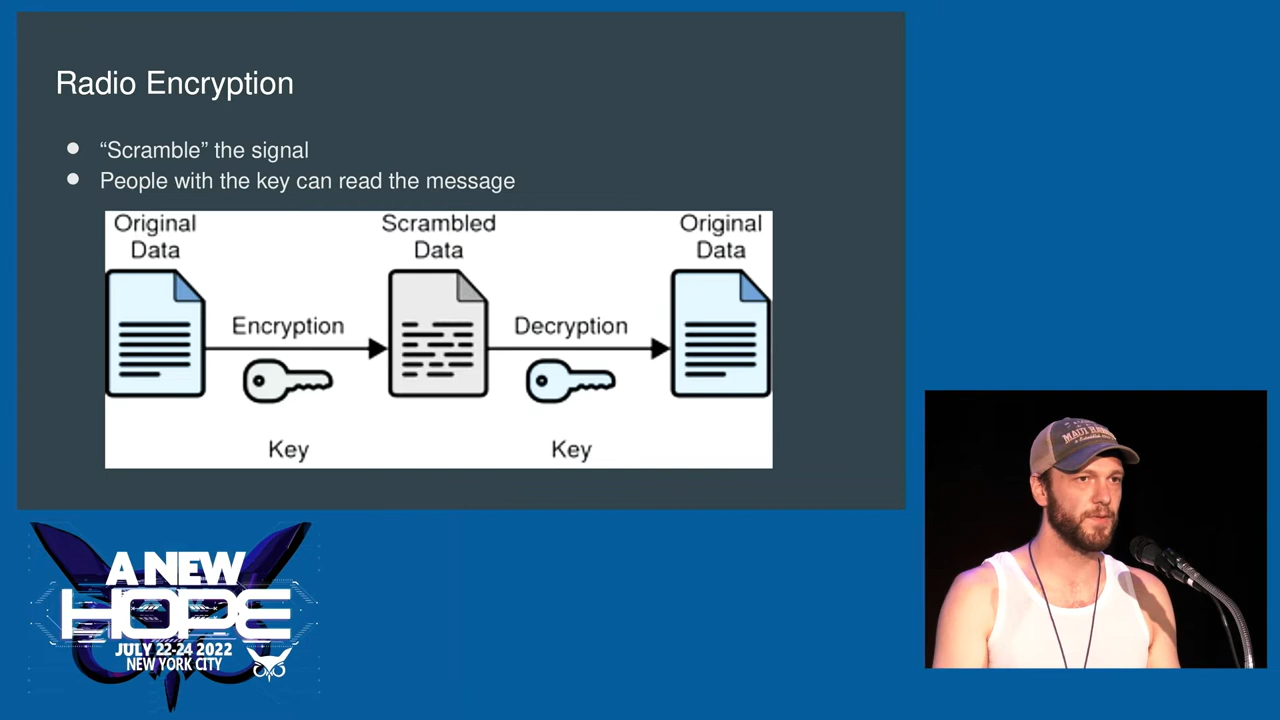 Radio Encryption
“Scramble” the signal
People with the key can read the message
Original
Data
Scrambled
Data
Original
Data
Encryption
Decryption
Key
Key
A NEW
HOPE
JULY 22-24 2022
NEW YORK CITY
MAUI